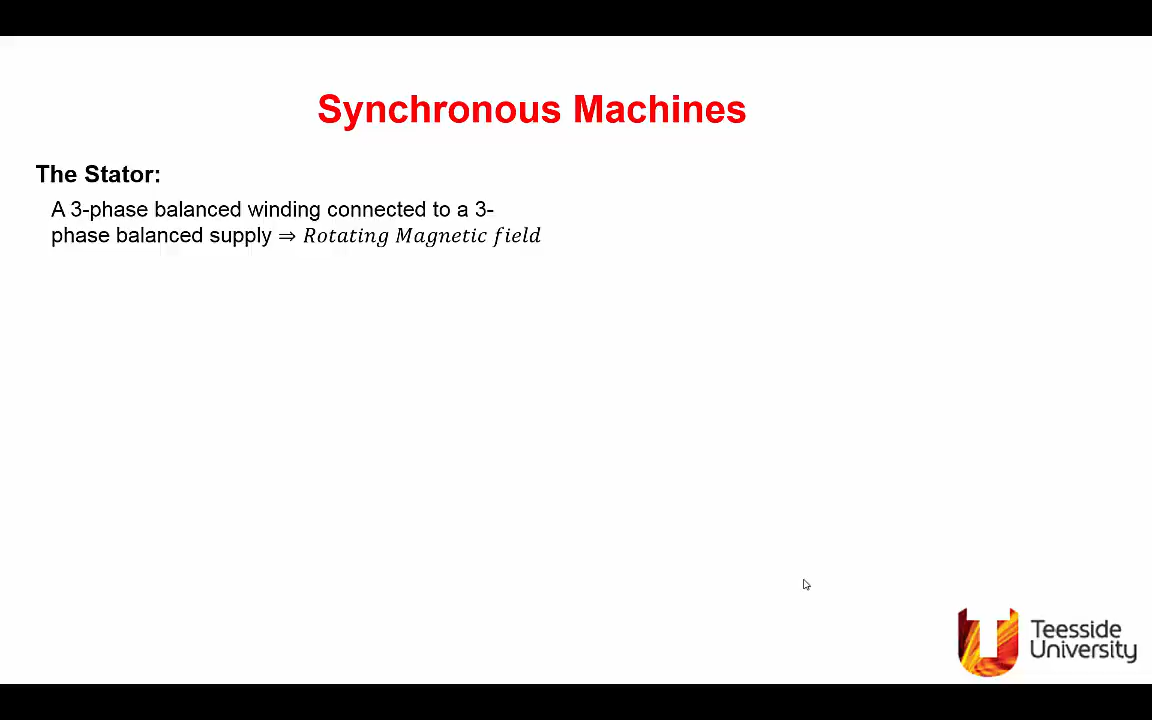 Synchronous Machines
The Stator:
A 3-phase balanced winding connected to a 3-
phase balanced supply ⇒ Rotating Magnetic field
Teesside
University